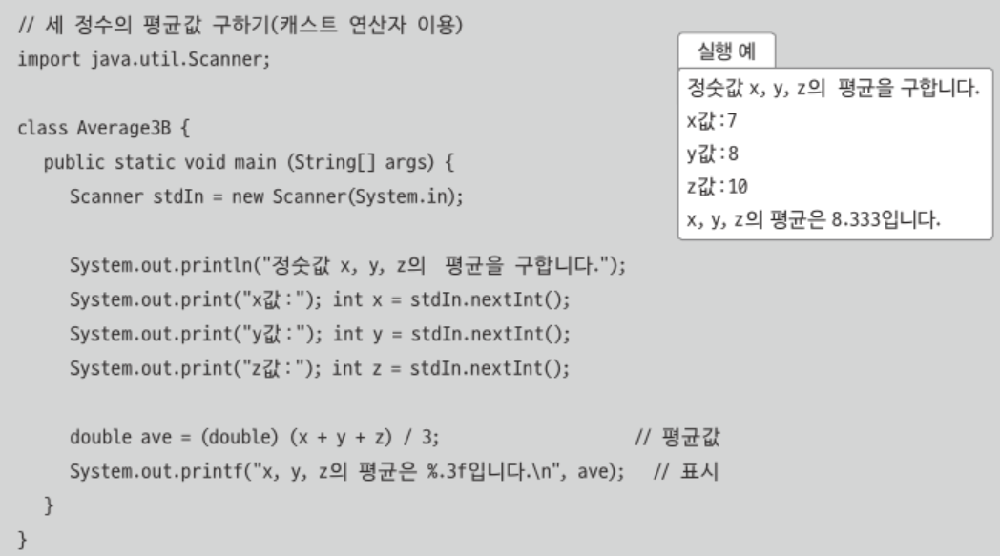 // 세 정수의 평균값 구하기(캐스트 연산자 이용)
import java.util.Scanner;
class Average3B {
public static void main (String[] args) {
Scanner stdIn = new Scanner(System.in);
System.out.println("정숫값 x, y, z의  평균을 구합니다.");
System.out.print("x값:"); int x = stdIn.nextInt();
System.out.print("y값:"); int y = stdIn.nextInt();
System.out.print("z값:"); int z = stdIn.nextInt();
double ave = (double) (x + y + z) / 3; // 평균값
System.out.printf("x, y, z의 평균은 %.3f입니다.\n", ave); // 표시
}
}
실행 예
정숫값 x, y, z의  평균을 구합니다.
x값:7
y값:8
z값:10
x, y, z의 평균은 8.333입니다.